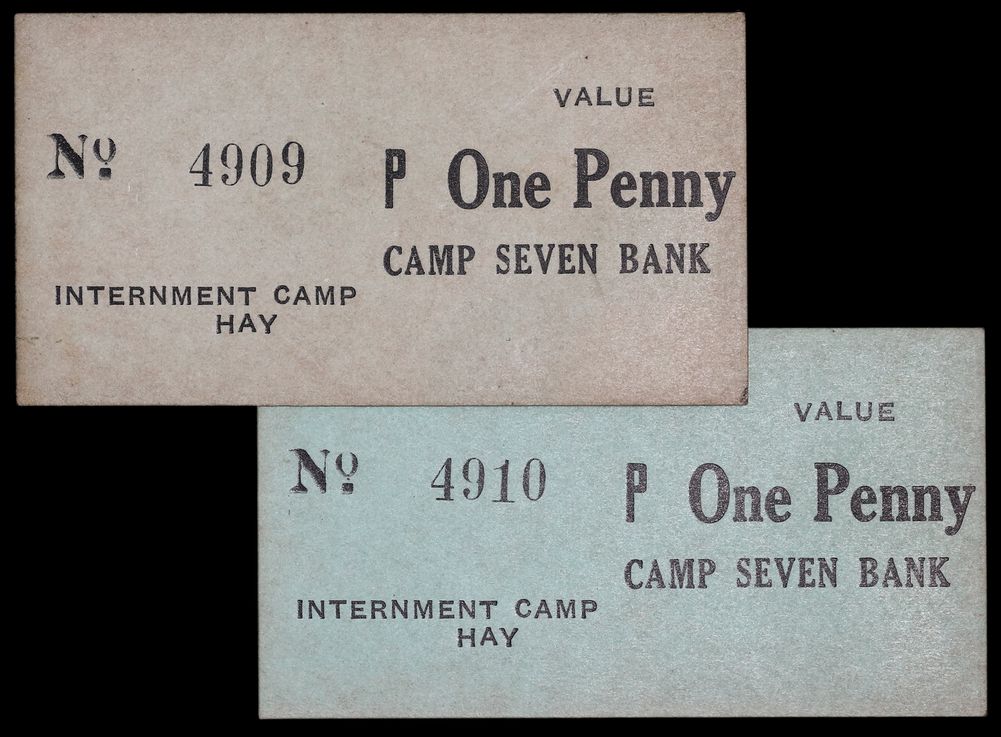 VALUE
Nº 4909 P One Penny
CAMP SEVEN BANK
INTERNMENT CAMP
HAY
VALUE
Nº 4910 P One Penny
CAMP SEVEN BANK
INTERNMENT CAMP
HAY